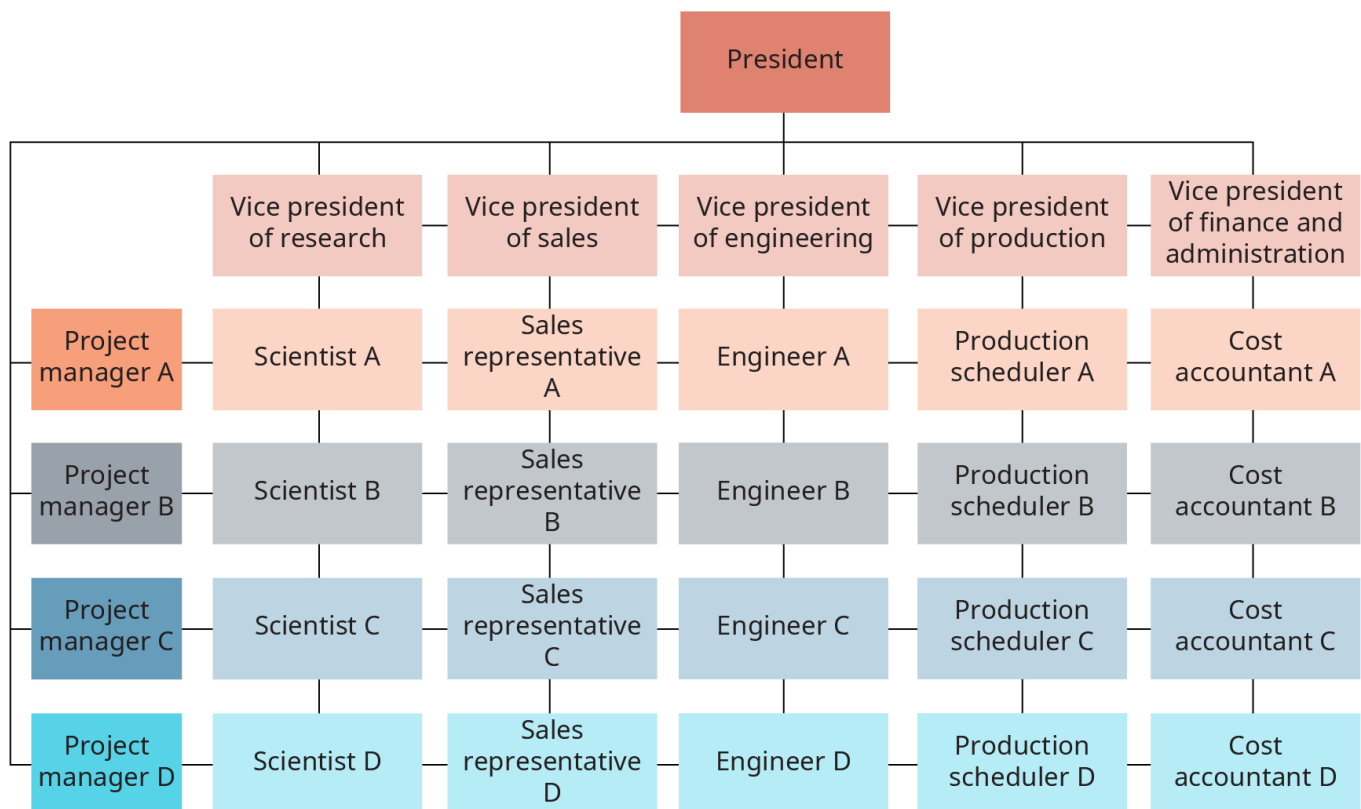 President
Vice president
of research
Vice president
of sales
Vice president
of engineering
Vice president
of production
Vice president
of finance and
administration
Project
manager A
Scientist A
Sales
representative
A
Engineer A
Production
scheduler A
Cost
accountant A
Project
manager B
Scientist B
Sales
representative
B
Engineer B
Production
scheduler B
Cost
accountant B
Project
manager C
Scientist C
Sales
representative
C
Engineer C
Production
scheduler C
Cost
accountant C
Project
manager D
Scientist D
Sales
representative
D
Engineer D
Production
scheduler D
Cost
accountant D